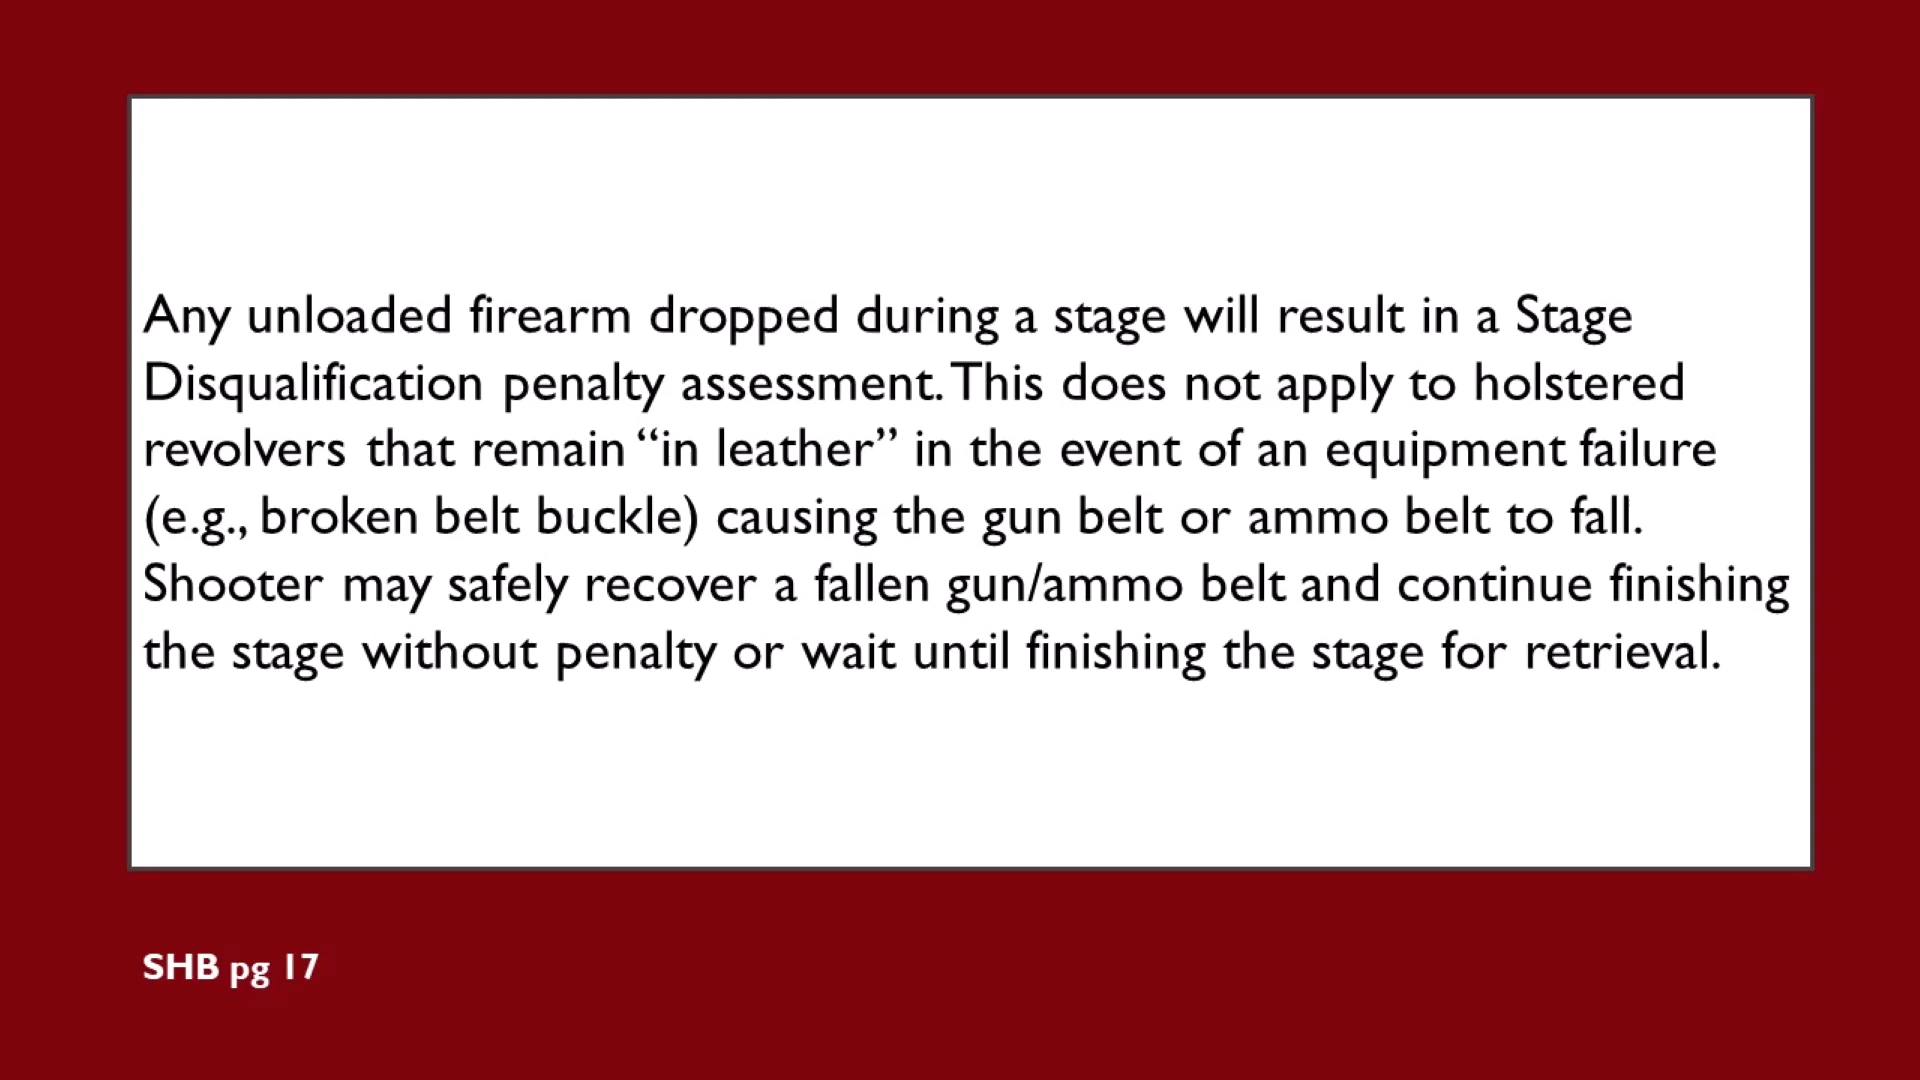 Any unloaded firearm dropped during a stage will result in a Stage
Disqualification penalty assessment. This does not apply to holstered
revolvers that remain “in leather” in the event of an equipment failure
(e.g., broken belt buckle) causing the gun belt or ammo belt to fall.
Shooter may safely recover a fallen gun/ammo belt and continue finishing
the stage without penalty or wait until finishing the stage for retrieval.
SHB pg 17